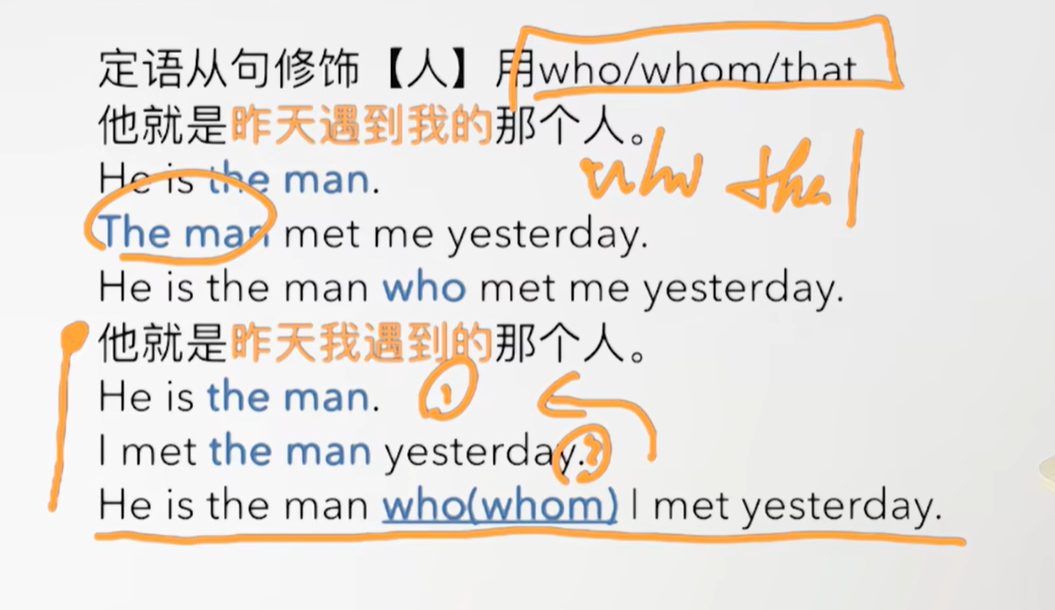 定语从句修饰【人】用who/whom/that
他就是昨天遇到我的那个人。
He is the man.
who that
The man met me yesterday.
He is the man who met me yesterday.
他就是昨天我遇到的那个人。
He is the man. ①
I met the man yesterday. ②
He is the man who(whom) I met yesterday.